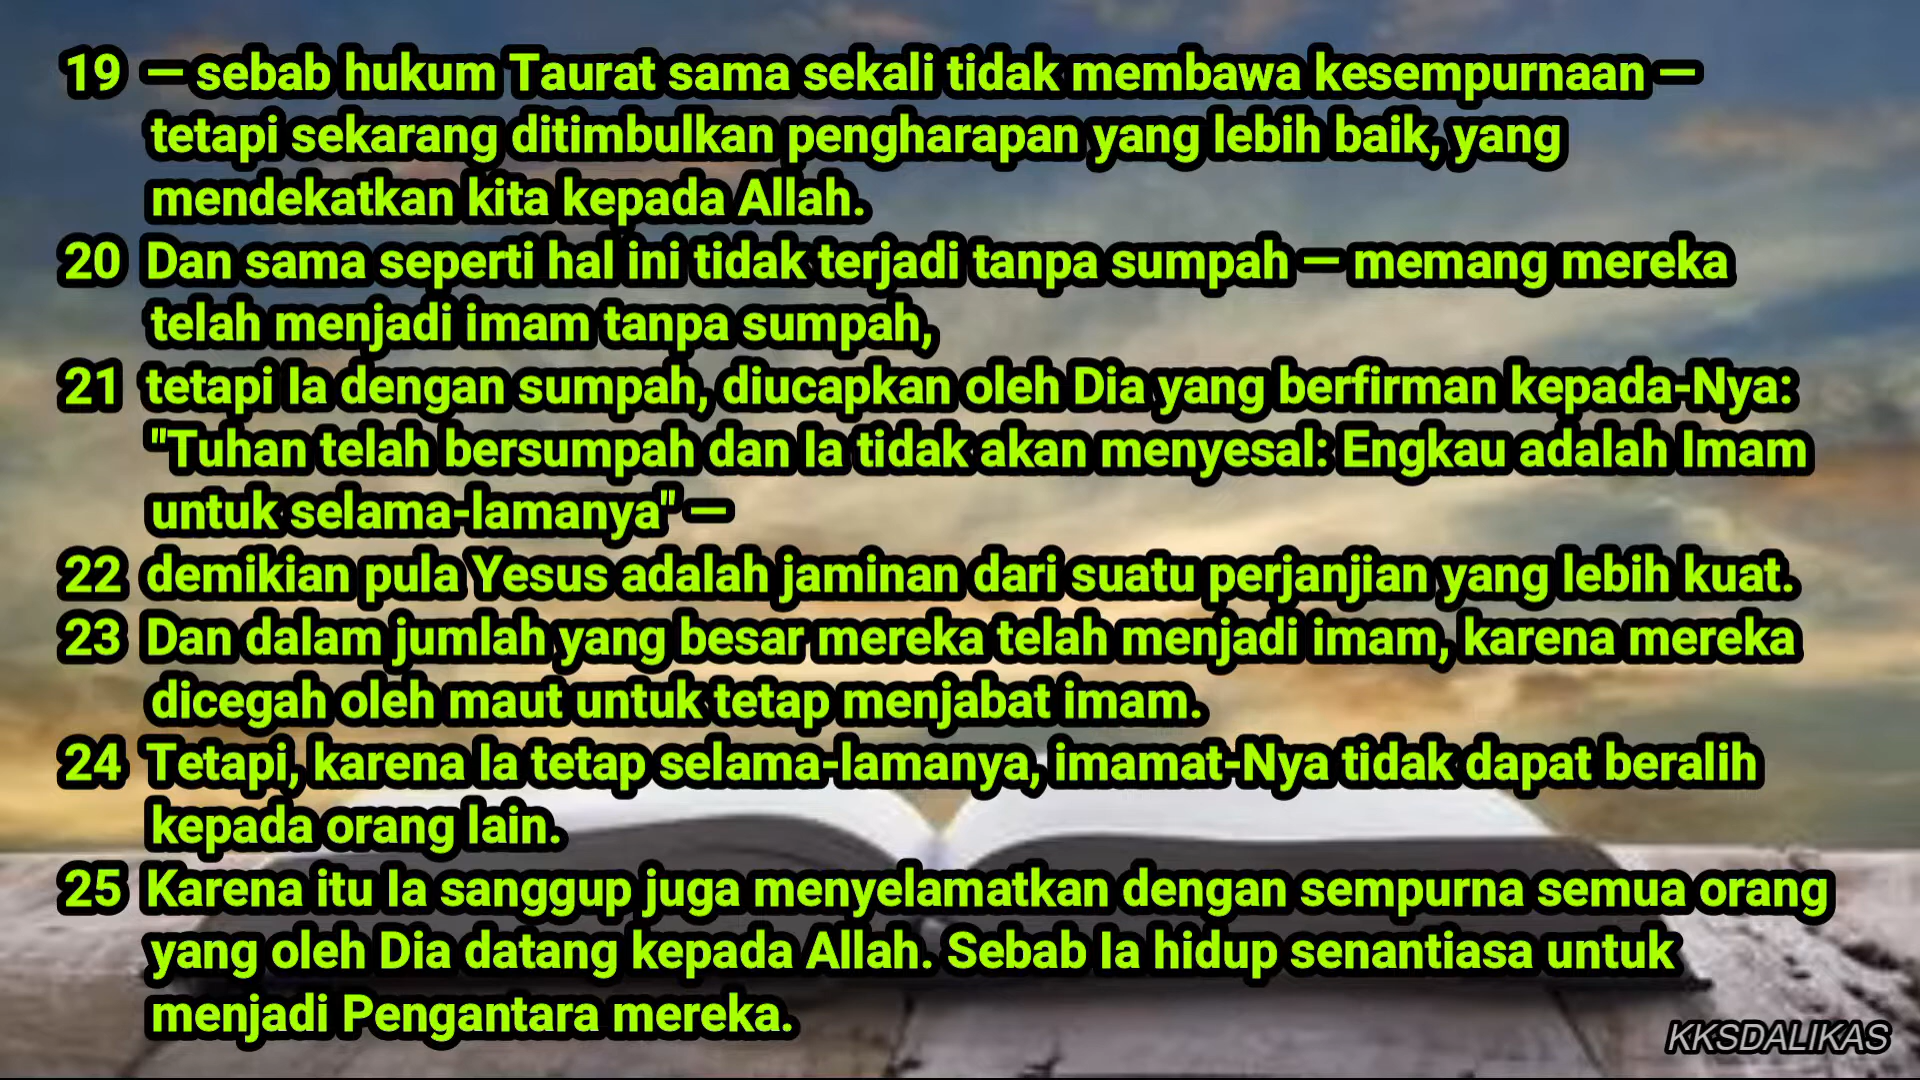 19 — sebab hukum Taurat sama sekali tidak membawa kesempurnaan —
tetapi sekarang ditimbulkan pengharapan yang lebih baik, yang
mendekatkan kita kepada Allah.
20 Dan sama seperti hal ini tidak terjadi tanpa sumpah — memang mereka
telah menjadi imam tanpa sumpah,
21 tetapi Ia dengan sumpah, diucapkan oleh Dia yang berfirman kepada-Nya:
"Tuhan telah bersumpah dan Ia tidak akan menyesal: Engkau adalah Imam
untuk selama-lamanya" —
22 demikian pula Yesus adalah jaminan dari suatu perjanjian yang lebih kuat.
23 Dan dalam jumlah yang besar mereka telah menjadi imam, karena mereka
dicegah oleh maut untuk tetap menjabat imam.
24 Tetapi, karena Ia tetap selama-lamanya, imamat-Nya tidak dapat beralih
kepada orang lain.
25 Karena itu Ia sanggup juga menyelamatkan dengan sempurna semua orang
yang oleh Dia datang kepada Allah. Sebab Ia hidup senantiasa untuk
menjadi Pengantara mereka.
KKSDALIKAS